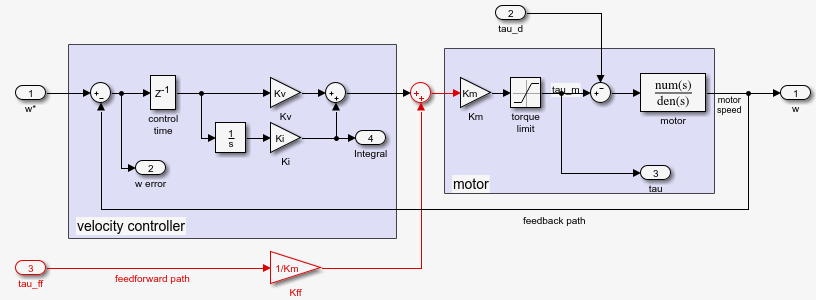 2
tau_d
1
w*
+
−
Z-1
control
time
Kv
Kv
+
+
1
s
Ki
Ki
4
Integral
2
w error
velocity controller
+
+
Km
Km
torque
limit
tau_m
−
+
num(s)
den(s)
motor
motor
speed
1
w
3
tau
motor
feedback path
3
tau_ff
feedforward path
1/Km
Kff